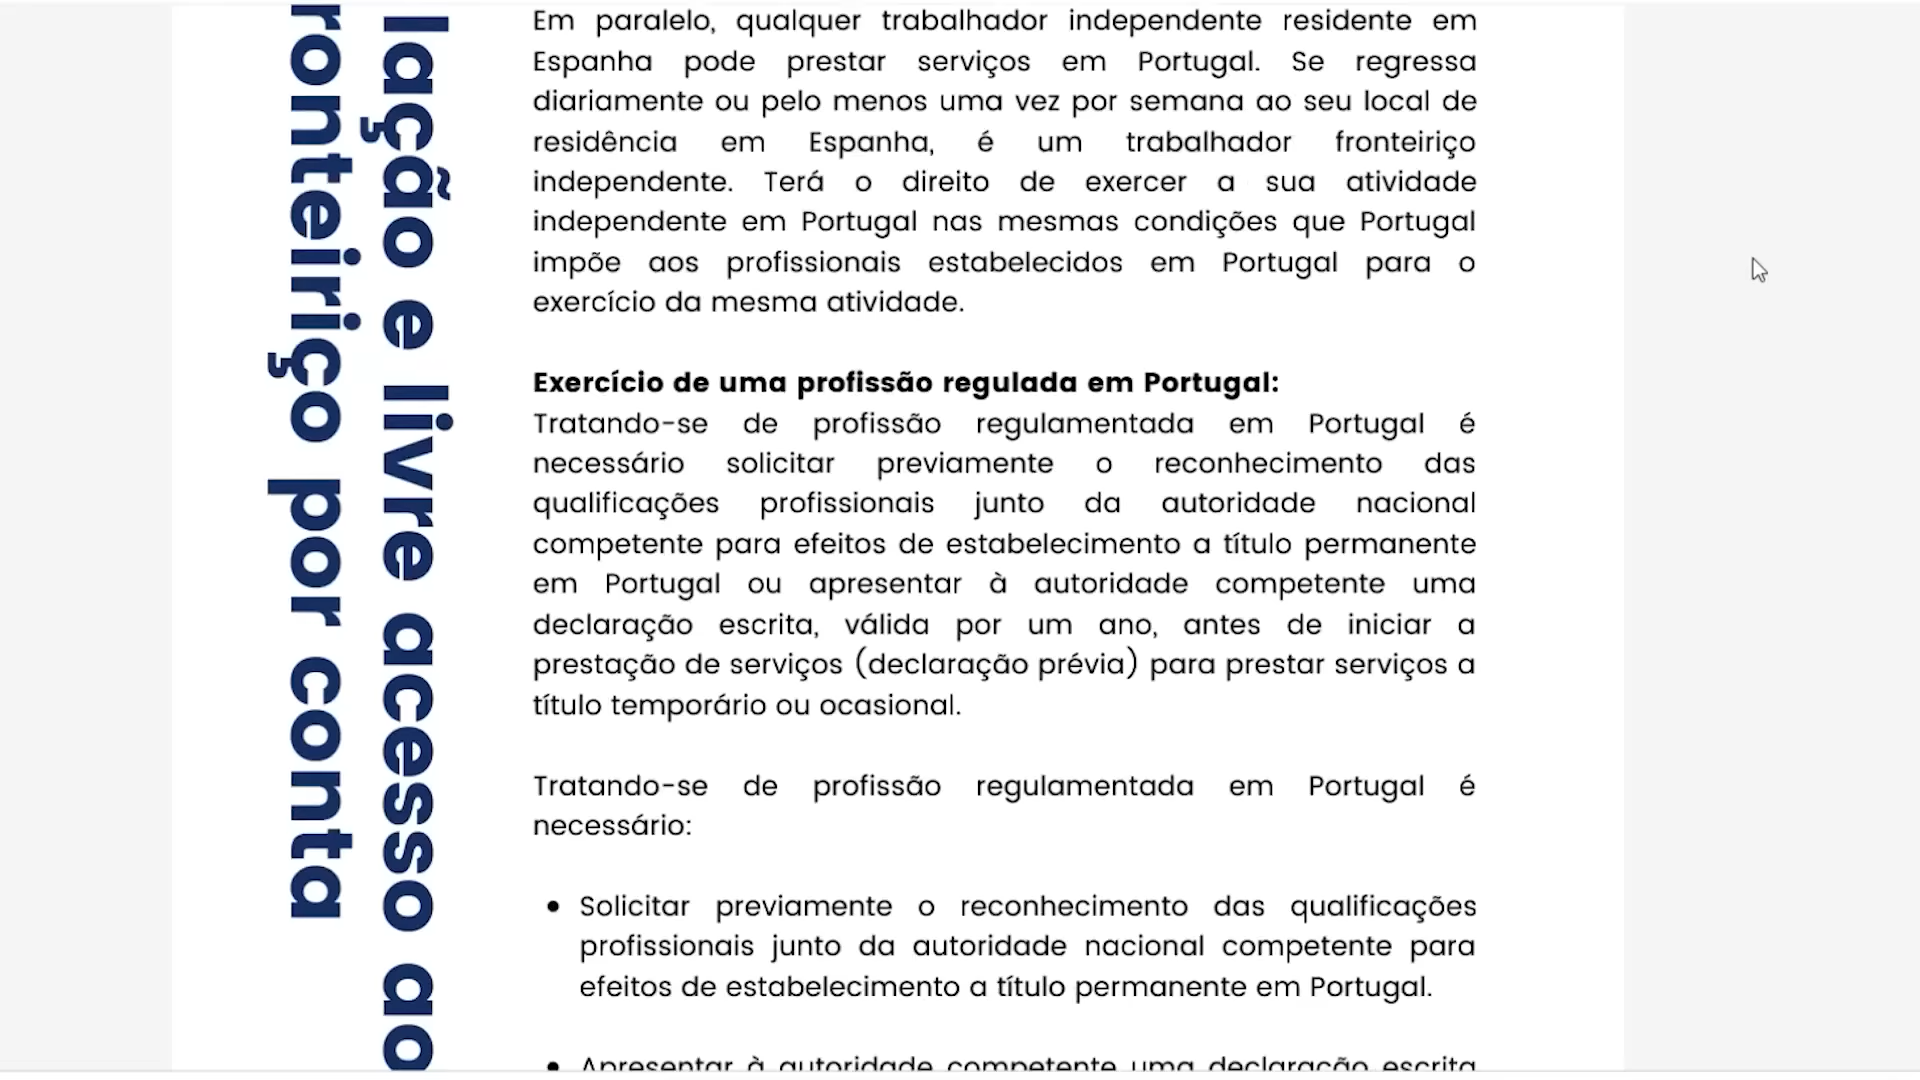 lação e livre acesso ao
ronteiriço por conta
Em paralelo, qualquer trabalhador independente residente em
Espanha pode prestar serviços em Portugal. Se regressa
diariamente ou pelo menos uma vez por semana ao seu local de
residência em Espanha, é um trabalhador fronteiriço
independente. Terá o direito de exercer a sua atividade
independente em Portugal nas mesmas condições que Portugal
impõe aos profissionais estabelecidos em Portugal para o
exercício da mesma atividade.
Exercício de uma profissão regulada em Portugal:
Tratando-se de profissão regulamentada em Portugal é
necessário solicitar previamente o reconhecimento das
qualificações profissionais junto da autoridade nacional
competente para efeitos de estabelecimento a título permanente
em Portugal ou apresentar à autoridade competente uma
declaração escrita, válida por um ano, antes de iniciar a
prestação de serviços (declaração prévia) para prestar serviços a
título temporário ou ocasional.
Tratando-se de profissão regulamentada em Portugal é
necessário:
• Solicitar previamente o reconhecimento das qualificações
profissionais junto da autoridade nacional competente para
efeitos de estabelecimento a título permanente em Portugal.
• Apresentar à autoridade competente uma declaração escrita